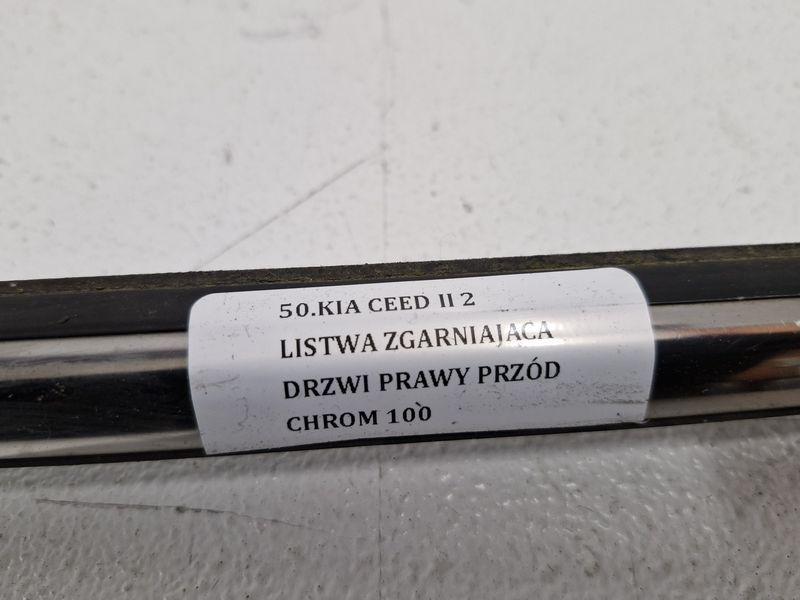 50.KIA CEED II 2
LISTWA ZGARNIAJACA
DRZWI PRAWY PRZÓD
CHROM 100